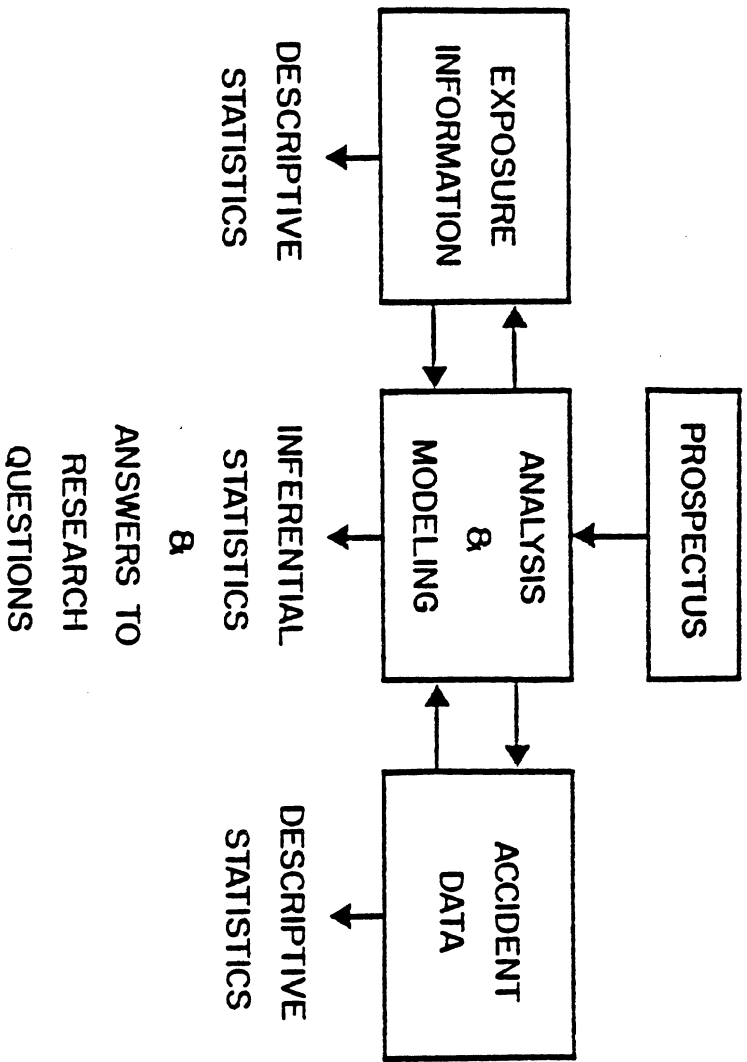 PROSPECTUS
EXPOSURE
INFORMATION
ANALYSIS
&
MODELING
ACCIDENT
DATA
DESCRIPTIVE
STATISTICS
INFERENTIAL
STATISTICS
&
ANSWERS TO
RESEARCH
QUESTIONS
DESCRIPTIVE
STATISTICS